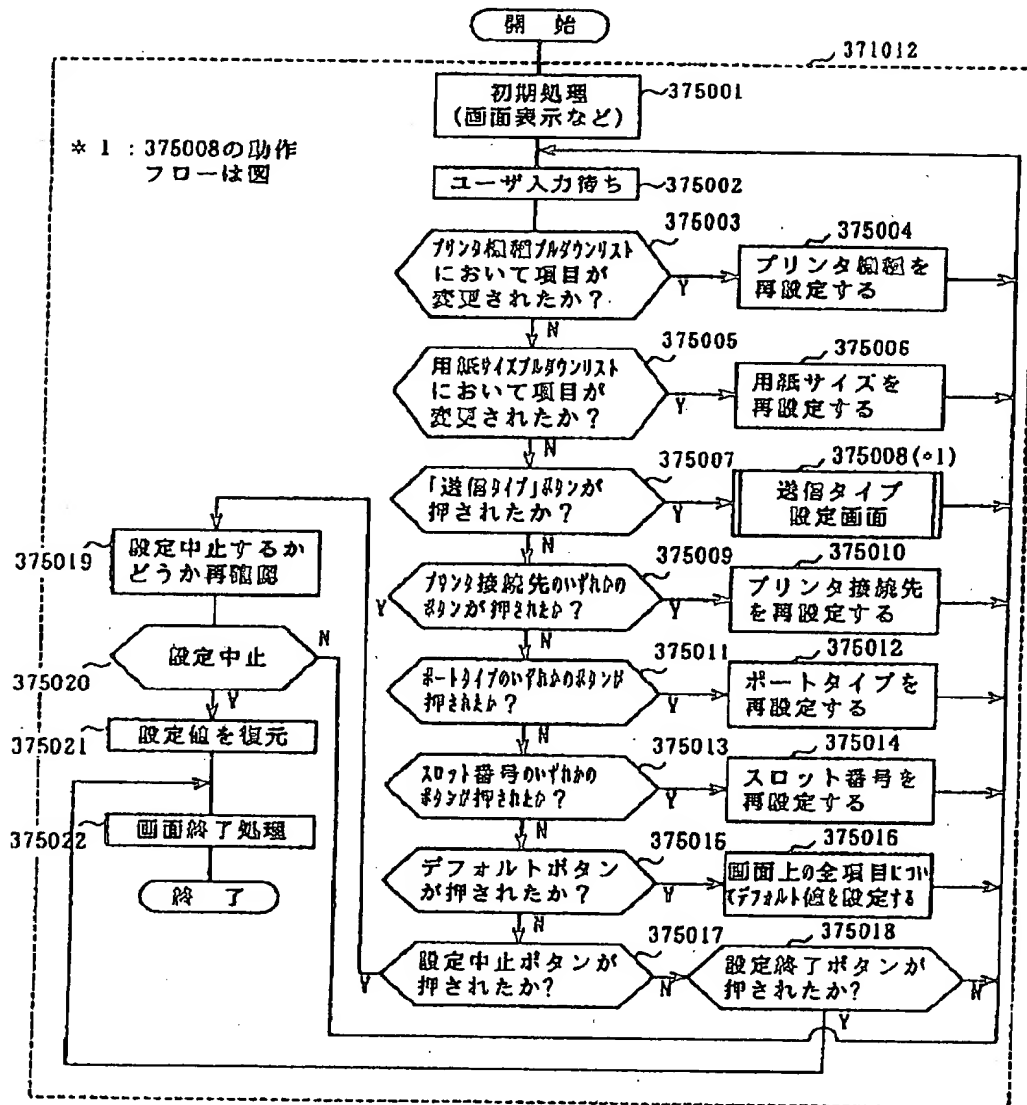 開 始
371012
初期処理
(画面表示など)
375001
* 1 : 375008の動作
フローは図
ユーザ入力待ち
375002
375003
プリンタ機種プルダウンリスト
において項目が
変更されたか?
Y
N
375004
プリンタ機種を
再設定する
375005
用紙サイズプルダウンリスト
において項目が
変更されたか?
Y
N
375006
用紙サイズを
再設定する
375007
「送信タイプ」ボタンが
押されたか?
Y
N
375008(*1)
送信タイプ
設定画面
375009
プリンタ接続先のいずれかの
ボタンが押されたか?
Y
N
375010
プリンタ接続先
を再設定する
375011
ポートタイプのいずれかのボタンが
押されたか?
Y
N
375012
ポートタイプを
再設定する
375013
スロット番号のいずれかの
ボタンが押されたか?
Y
N
375014
スロット番号を
再設定する
375015
デフォルトボタン
が押されたか?
Y
N
375016
画面上の全項目につい
てデフォルト値を設定する
375017
設定中止ボタンが
押されたか?
Y
N
375018
設定終了ボタンが
押されたか?
N
Y
Y
375019
設定中止するか
どうか再確認
375020
設定中止
N
Y
375021
設定値を復元
375022
画面終了処理
終 了